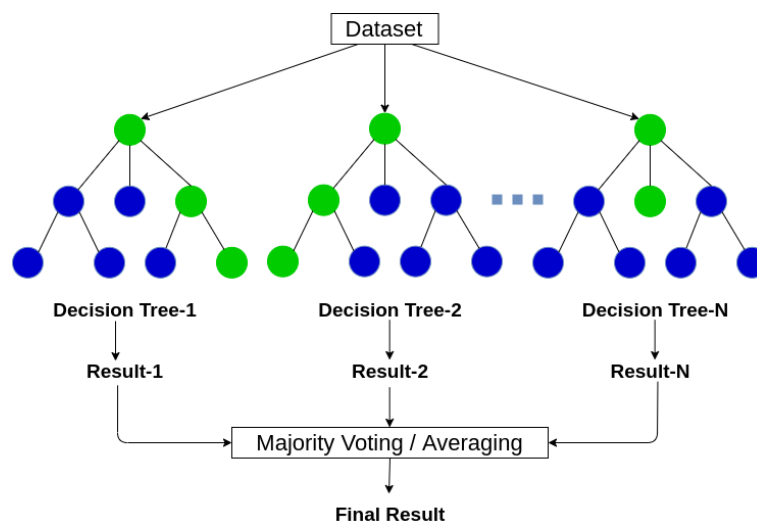 Dataset
Decision Tree-1
Decision Tree-2
Decision Tree-N
Result-1
Result-2
Result-N
Majority Voting / Averaging
Final Result